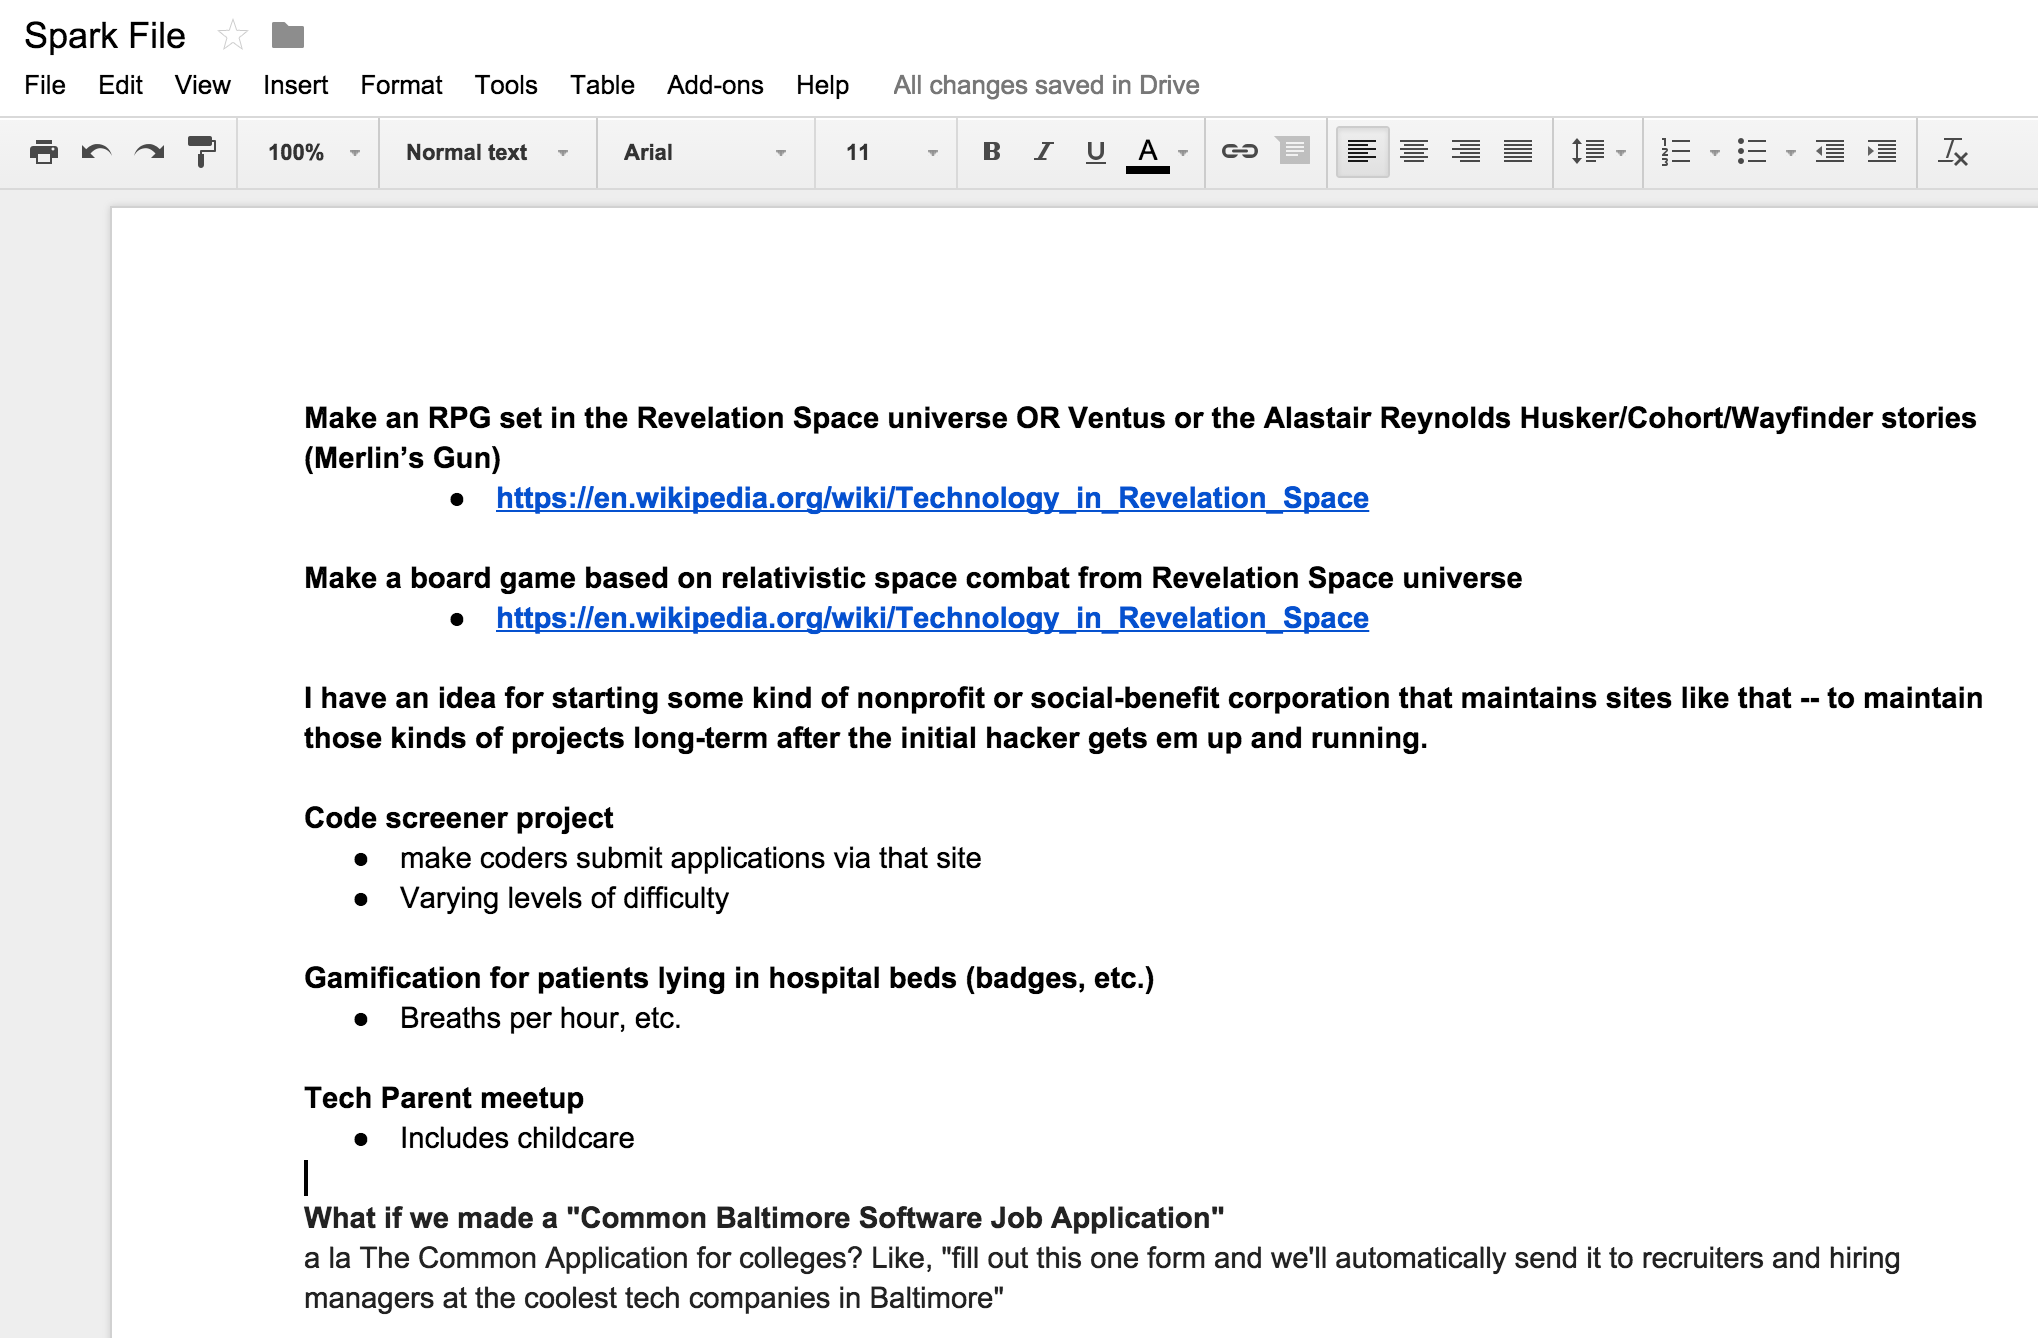 Spark File
File Edit View Insert Format Tools Table Add-ons Help All changes saved in Drive
100% Normal text Arial 11 B I U A
Make an RPG set in the Revelation Space universe OR Ventus or the Alastair Reynolds Husker/Cohort/Wayfinder stories
(Merlin’s Gun)
● https://en.wikipedia.org/wiki/Technology_in_Revelation_Space
Make a board game based on relativistic space combat from Revelation Space universe
● https://en.wikipedia.org/wiki/Technology_in_Revelation_Space
I have an idea for starting some kind of nonprofit or social-benefit corporation that maintains sites like that -- to maintain
those kinds of projects long-term after the initial hacker gets em up and running.
Code screener project
● make coders submit applications via that site
● Varying levels of difficulty
Gamification for patients lying in hospital beds (badges, etc.)
● Breaths per hour, etc.
Tech Parent meetup
● Includes childcare
What if we made a "Common Baltimore Software Job Application"
a la The Common Application for colleges? Like, "fill out this one form and we'll automatically send it to recruiters and hiring
managers at the coolest tech companies in Baltimore"